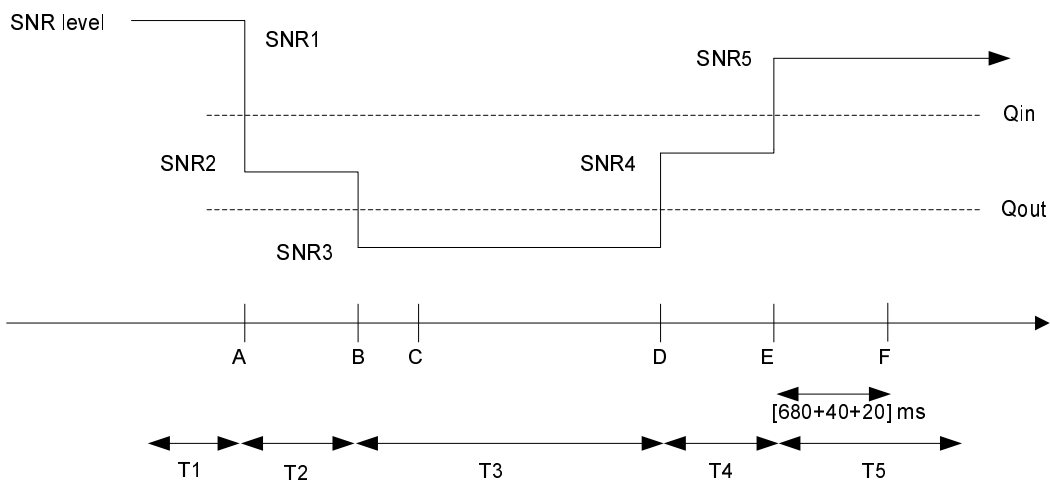 SNR level
SNR1
SNR5
Qin
SNR2
SNR4
Qout
SNR3
A B C D E F
[680+40+20] ms
T1 T2 T3 T4 T5